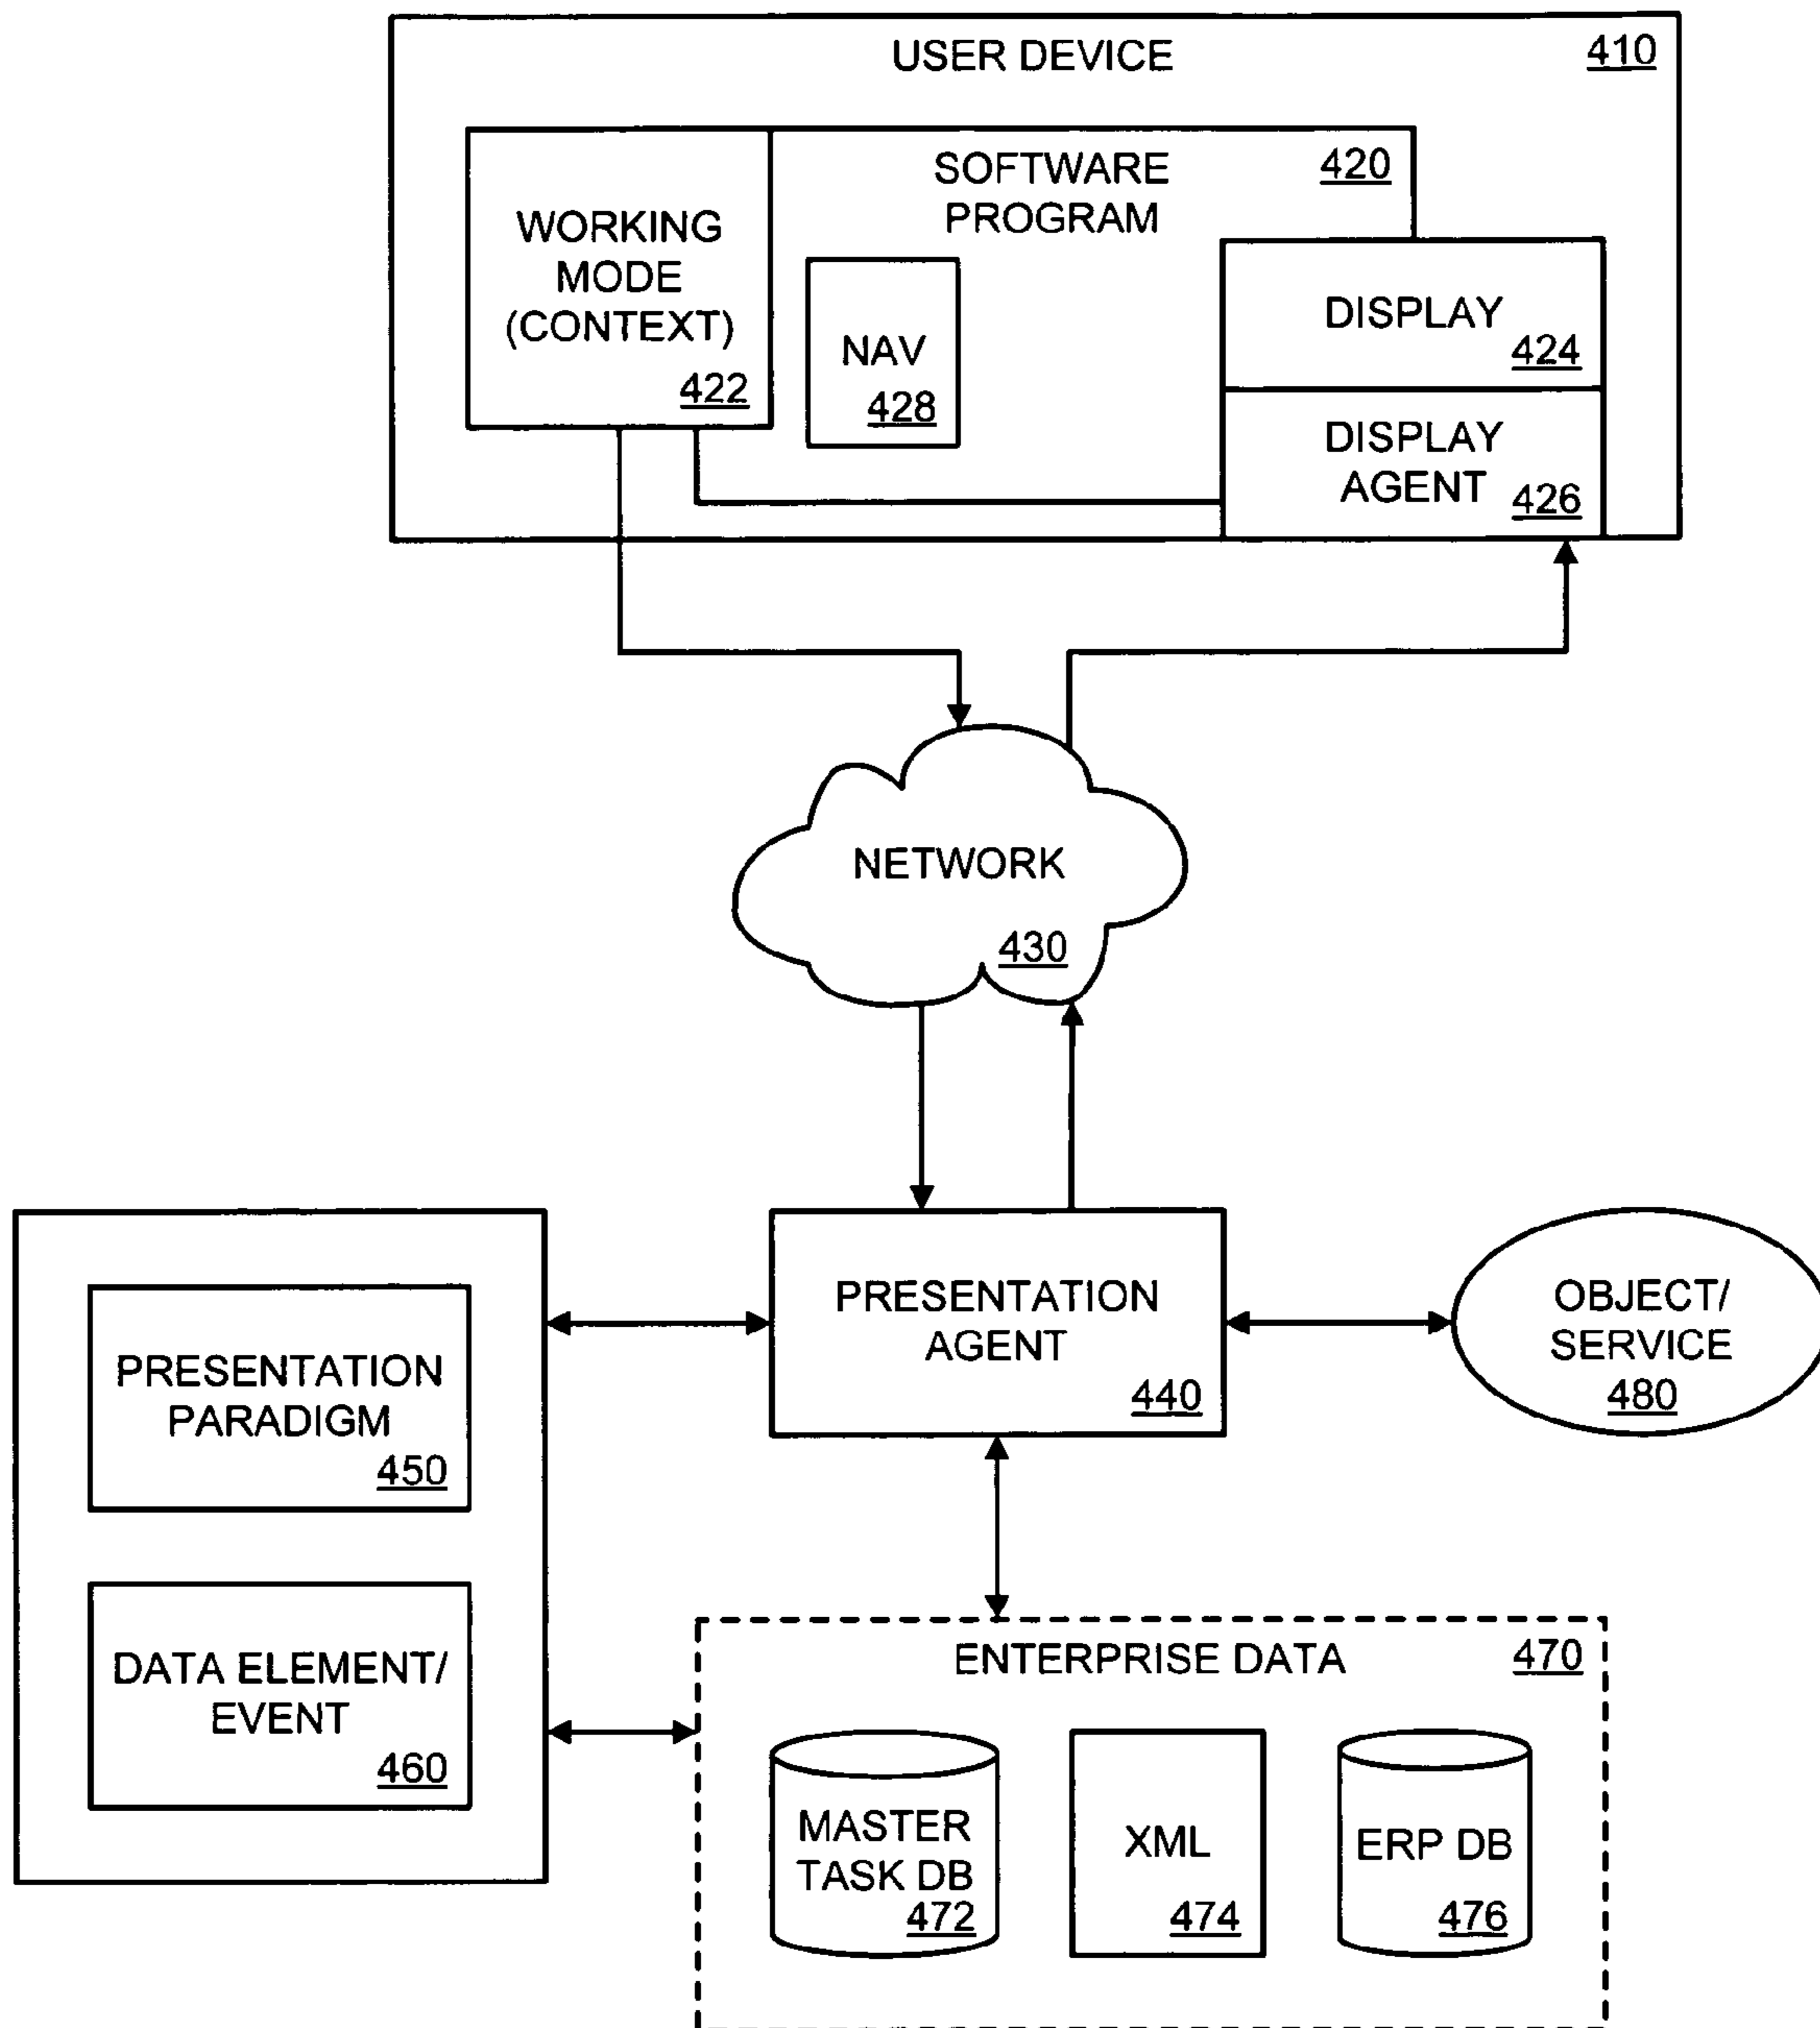 USER DEVICE
410
WORKING
MODE
(CONTEXT)
422
SOFTWARE
PROGRAM
420
NAV
428
DISPLAY
424
DISPLAY
AGENT
426
NETWORK
430
PRESENTATION
PARADIGM
450
DATA ELEMENT/
EVENT
460
PRESENTATION
AGENT
440
OBJECT/
SERVICE
480
ENTERPRISE DATA
470
MASTER
TASK DB
472
XML
474
ERP DB
476